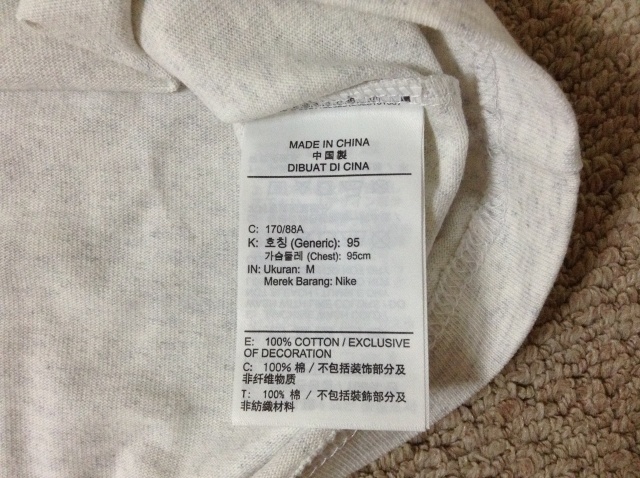 MADE IN CHINA
中国製
DIBUAT DI CINA
C: 170/88A
K: 호칭 (Generic): 95
가슴둘레 (Chest): 95cm
IN: Ukuran: M
Merek Barang: Nike
E: 100% COTTON / EXCLUSIVE
OF DECORATION
C: 100% 棉 / 不包括装饰部分及
非纤维物质
T: 100% 棉 / 不包括裝飾部分及
非紡織材料